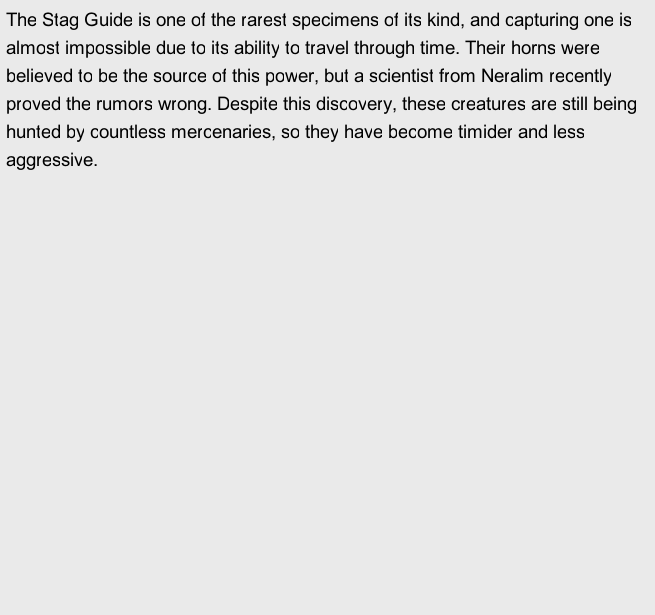 The Stag Guide is one of the rarest specimens of its kind, and capturing one is
almost impossible due to its ability to travel through time. Their horns were
believed to be the source of this power, but a scientist from Neralim recently
proved the rumors wrong. Despite this discovery, these creatures are still being
hunted by countless mercenaries, so they have become timider and less
aggressive.